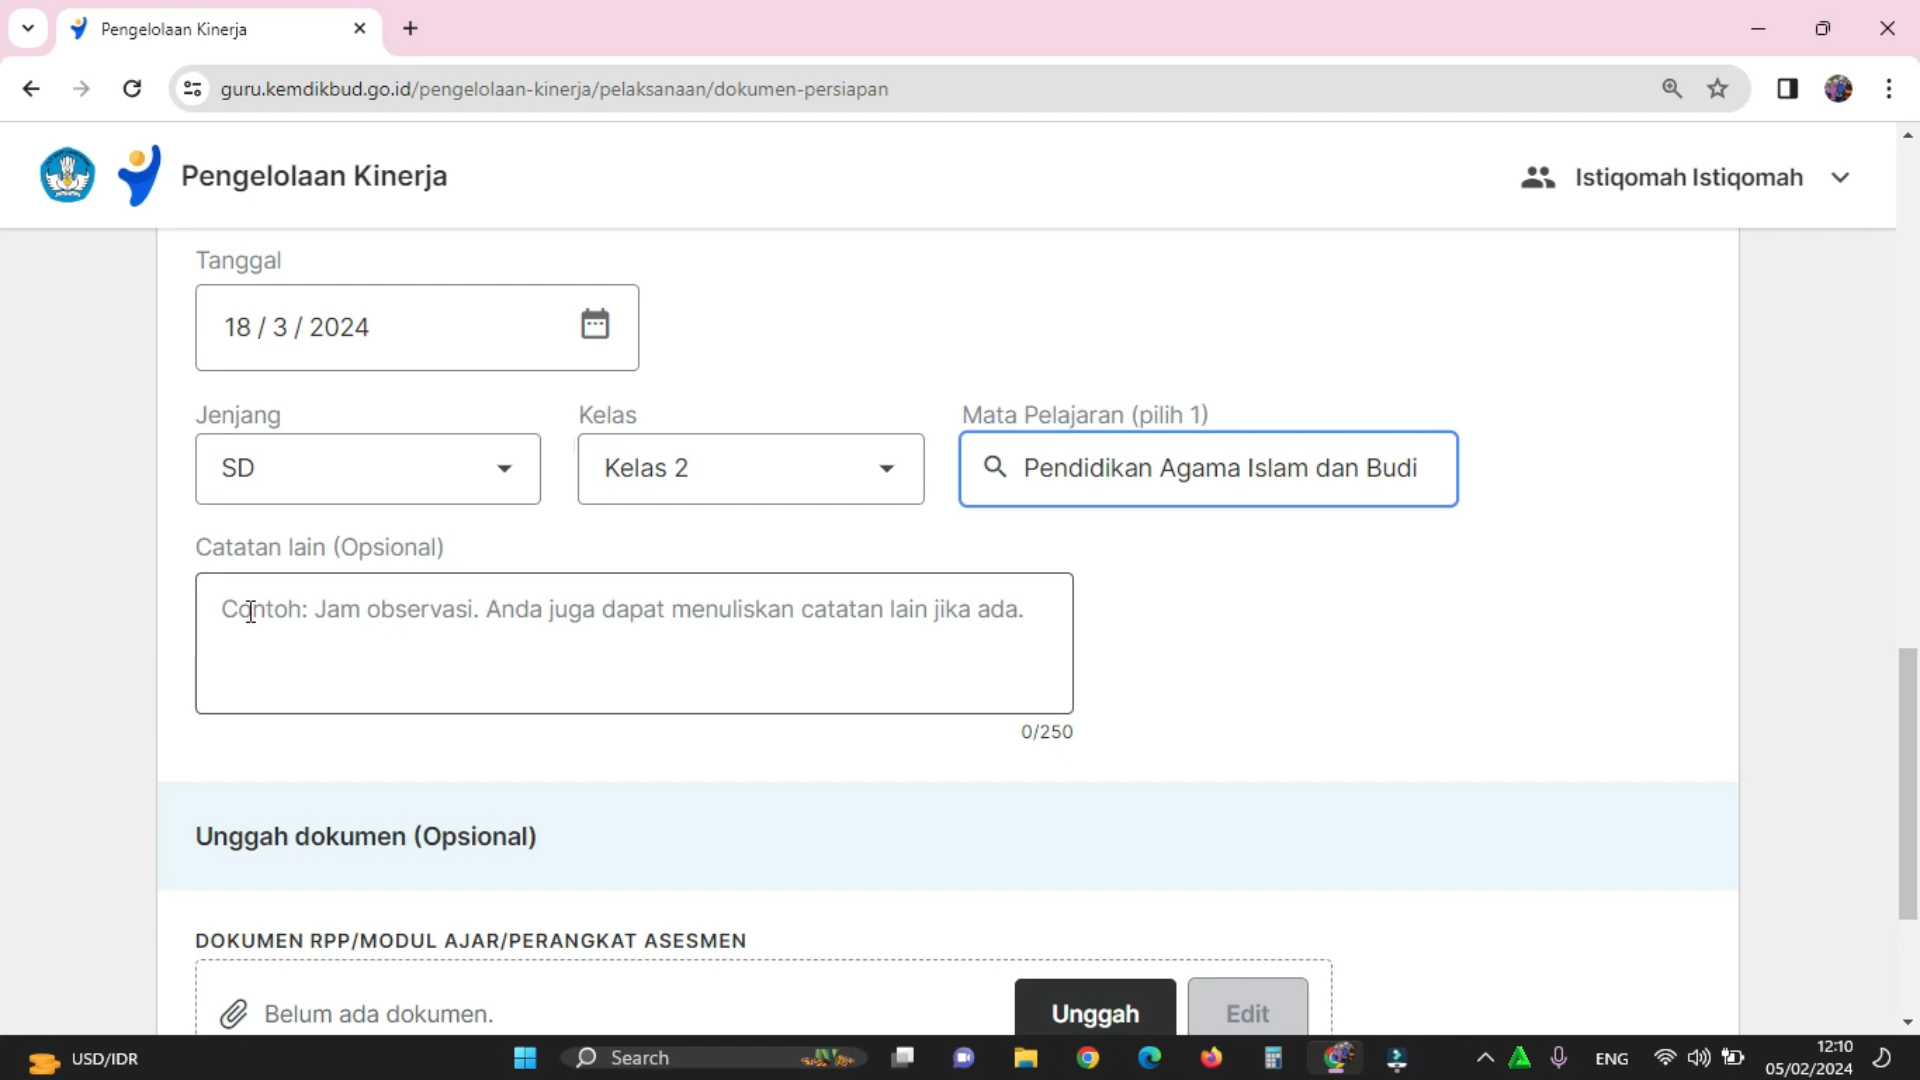 Pengelolaan Kinerja
guru.kemdikbud.go.id/pengelolaan-kinerja/pelaksanaan/dokumen-persiapan
Pengelolaan Kinerja
Istiqomah Istiqomah
Tanggal
18 / 3 / 2024
Jenjang
Kelas
Mata Pelajaran (pilih 1)
SD
Kelas 2
Pendidikan Agama Islam dan Budi
Catatan lain (Opsional)
Contoh: Jam observasi. Anda juga dapat menuliskan catatan lain jika ada.
0/250
Unggah dokumen (Opsional)
DOKUMEN RPP/MODUL AJAR/PERANGKAT ASESMEN
Belum ada dokumen.
Unggah
Edit
USD/IDR
Search
ENG
12:10
05/02/2024